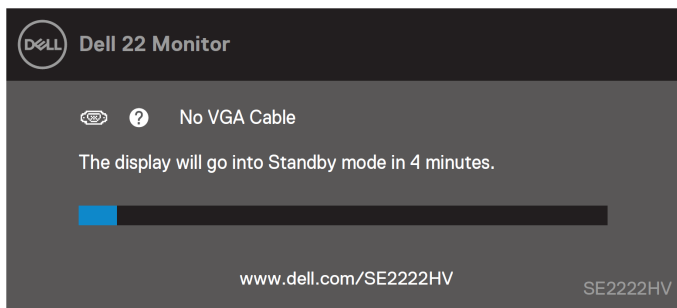 DELL
Dell 22 Monitor
? No VGA Cable
The display will go into Standby mode in 4 minutes.
www.dell.com/SE2222HV
SE2222HV